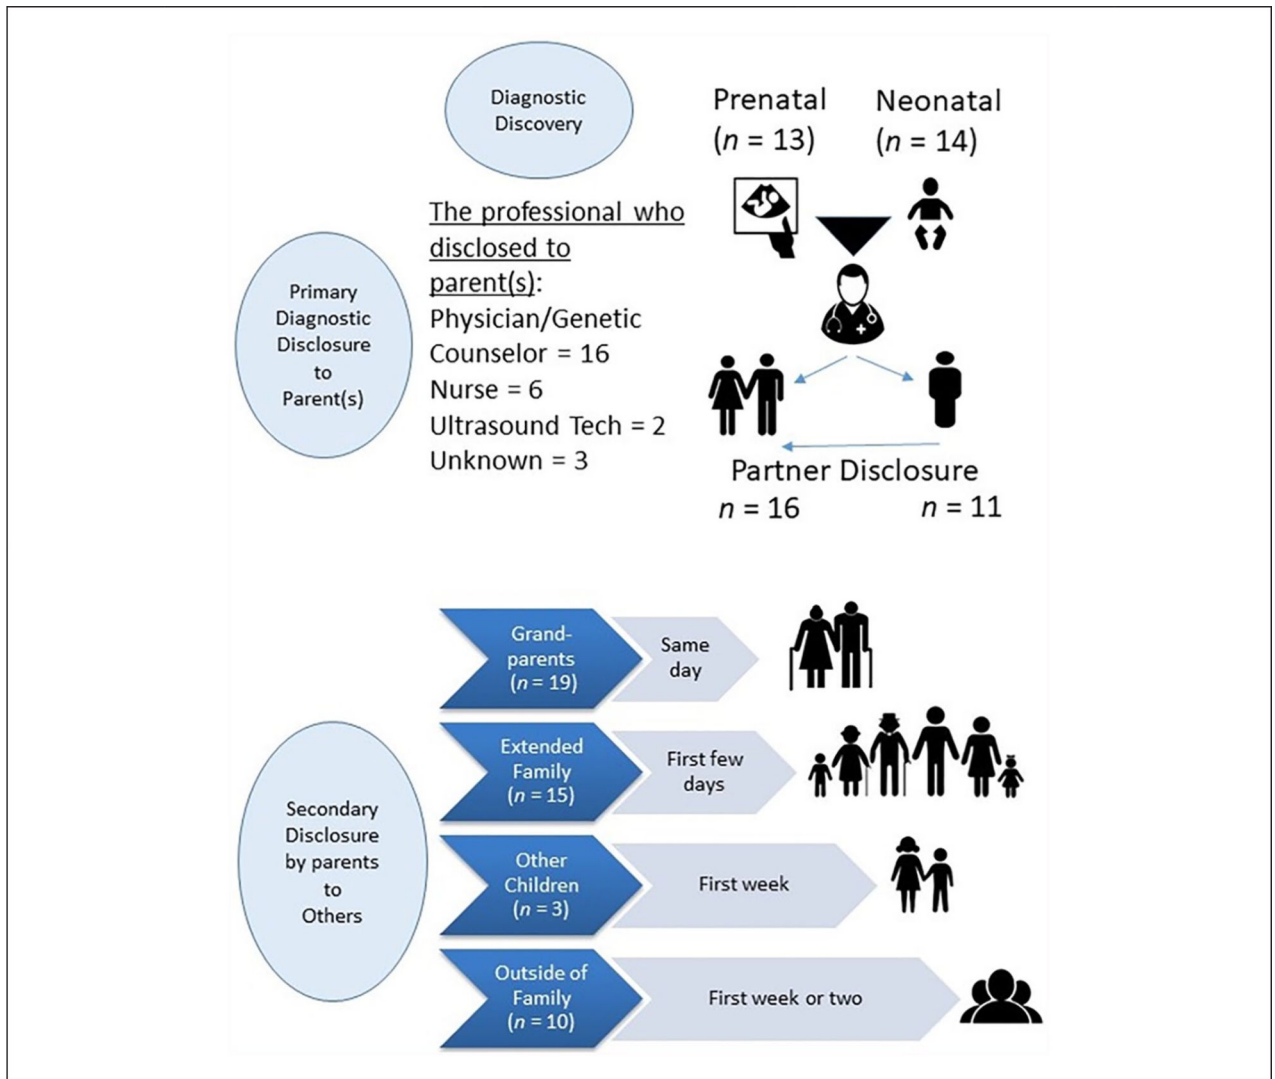 Diagnostic
Discovery
Prenatal
(n = 13)
Neonatal
(n = 14)
Primary
Diagnostic
Disclosure
to
Parent(s)
The professional who
disclosed to
parent(s):
Physician/Genetic
Counselor = 16
Nurse = 6
Ultrasound Tech = 2
Unknown = 3
Partner Disclosure
n = 16
n = 11
Secondary
Disclosure
by parents
to
Others
Grand-
parents
(n = 19)
Same
day
Extended
Family
(n = 15)
First few
days
Other
Children
(n = 3)
First week
Outside of
Family
(n = 10)
First week or two